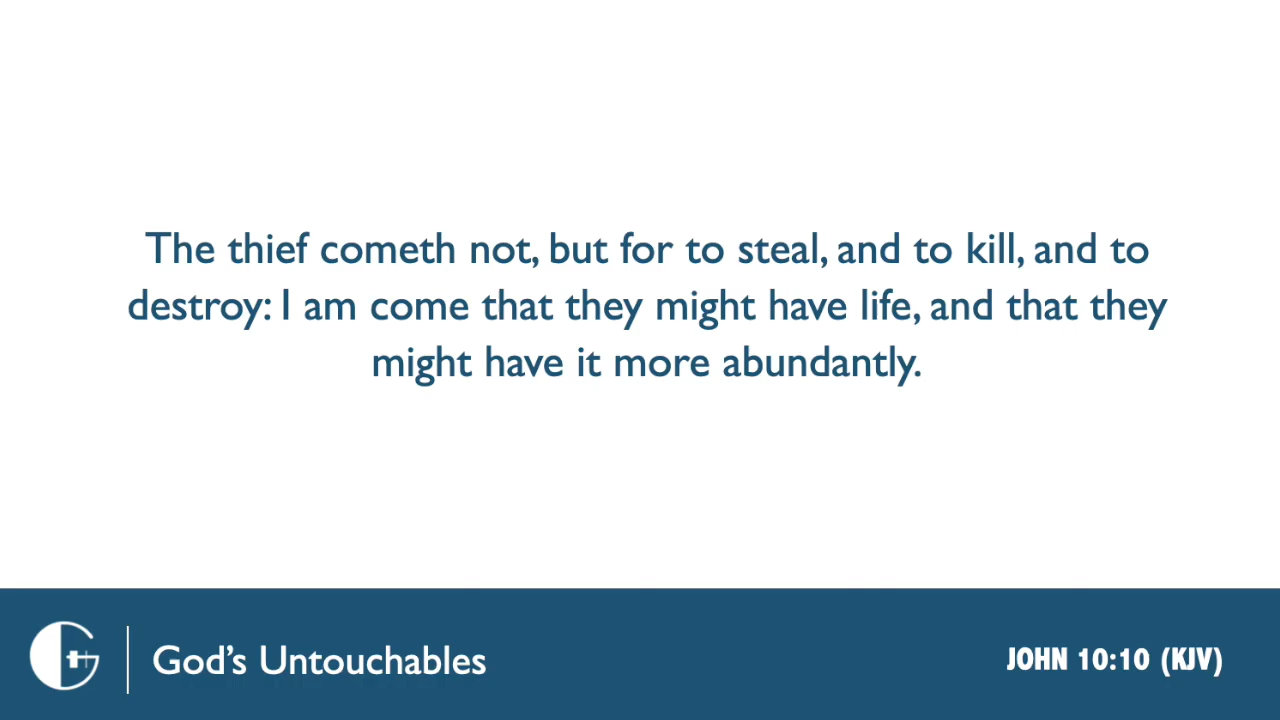 The thief cometh not, but for to steal, and to kill, and to
destroy: I am come that they might have life, and that they
might have it more abundantly.
God’s Untouchables
JOHN 10:10 (KJV)